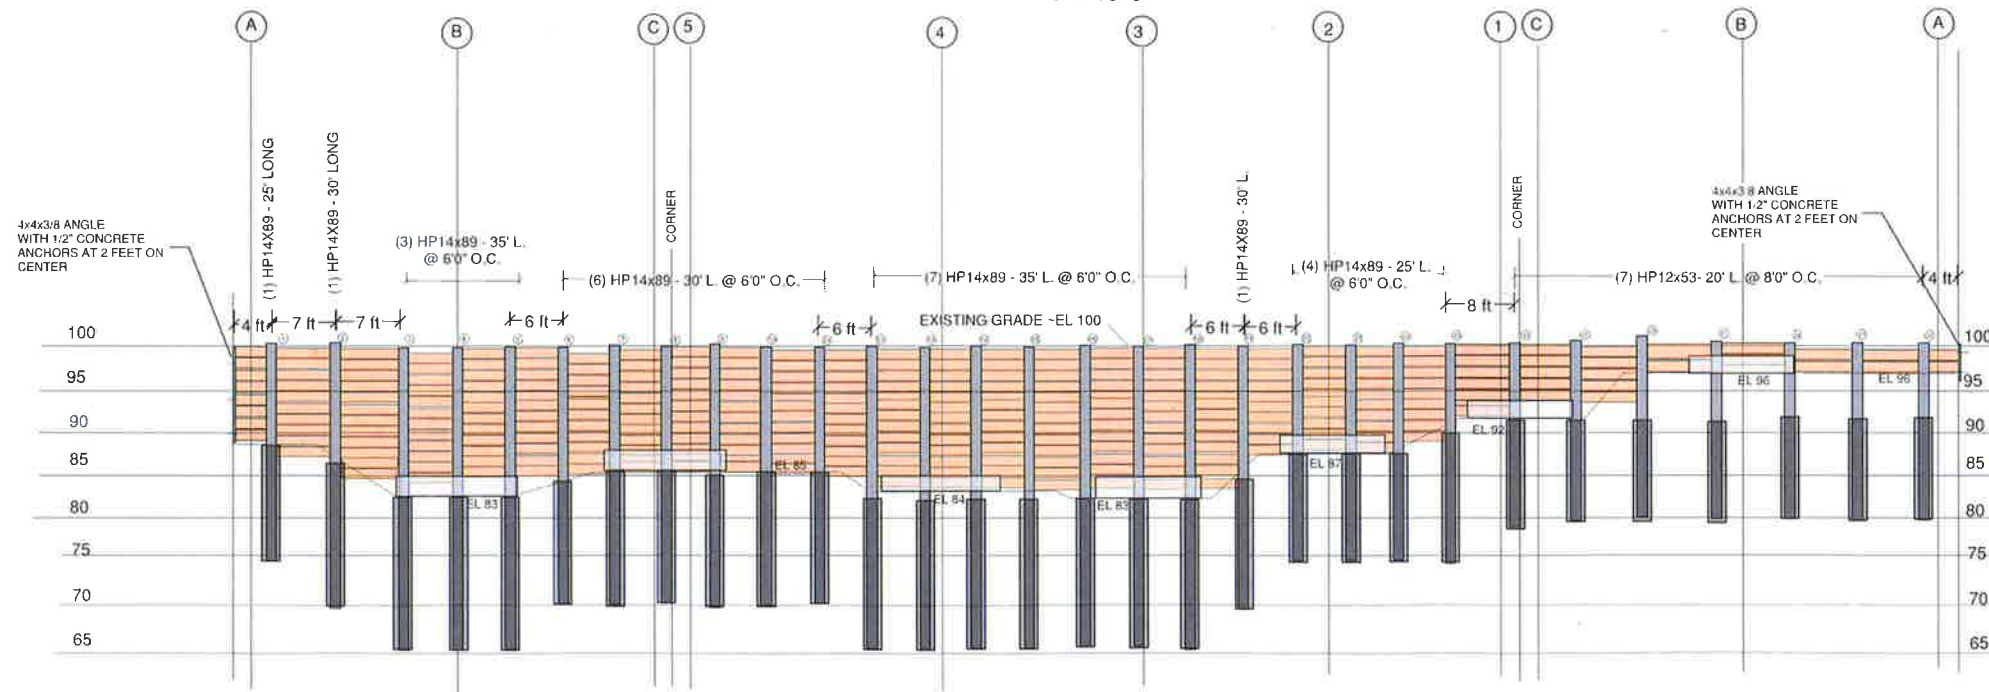 A
B
C
5
4
3
2
1
C
B
A
4x4x3/8 ANGLE
WITH 1/2" CONCRETE
ANCHORS AT 2 FEET ON
CENTER
(1) HP14X89 - 25' LONG
(1) HP14X89 - 30' LONG
(3) HP14x89 - 35' L.
@ 6'0" O.C.
(6) HP14x89 - 30' L. @ 6'0" O.C.
CORNER
(7) HP14x89 - 35' L. @ 6'0" O.C.
(1) HP14X89 - 30' L.
(4) HP14x89 - 25' L.
@ 6'0" O.C.
CORNER
(7) HP12x53- 20' L. @ 8'0" O.C.
4x4x3/8 ANGLE
WITH 1/2" CONCRETE
ANCHORS AT 2 FEET ON
CENTER
4 ft
7 ft
7 ft
6 ft
6 ft
EXISTING GRADE ~EL 100
6 ft
6 ft
8 ft
4 ft
100
95
90
85
80
75
70
65
EL 83
EL 85
EL 84
EL 83
EL 87
EL 92
EL 96
EL 96
100
95
90
85
80
75
70
65